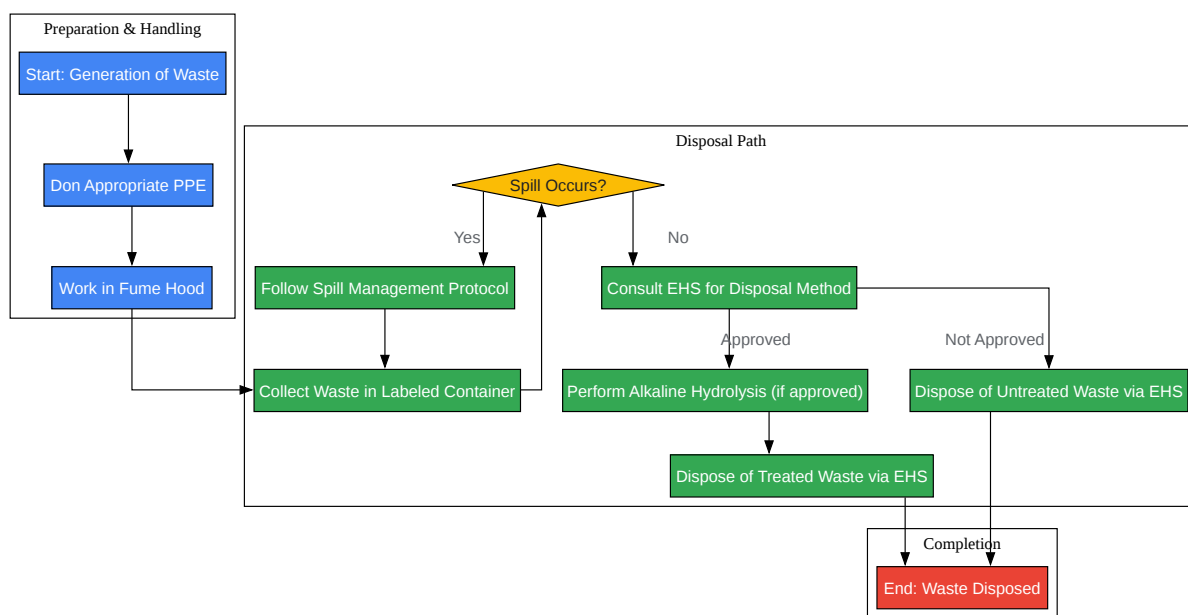 Preparation & Handling
Start: Generation of Waste
Don Appropriate PPE
Work in Fume Hood
Disposal Path
Spill Occurs?
Yes
No
Follow Spill Management Protocol
Consult EHS for Disposal Method
Approved
Not Approved
Collect Waste in Labeled Container
Perform Alkaline Hydrolysis (if approved)
Dispose of Untreated Waste via EHS
Dispose of Treated Waste via EHS
Completion
End: Waste Disposed